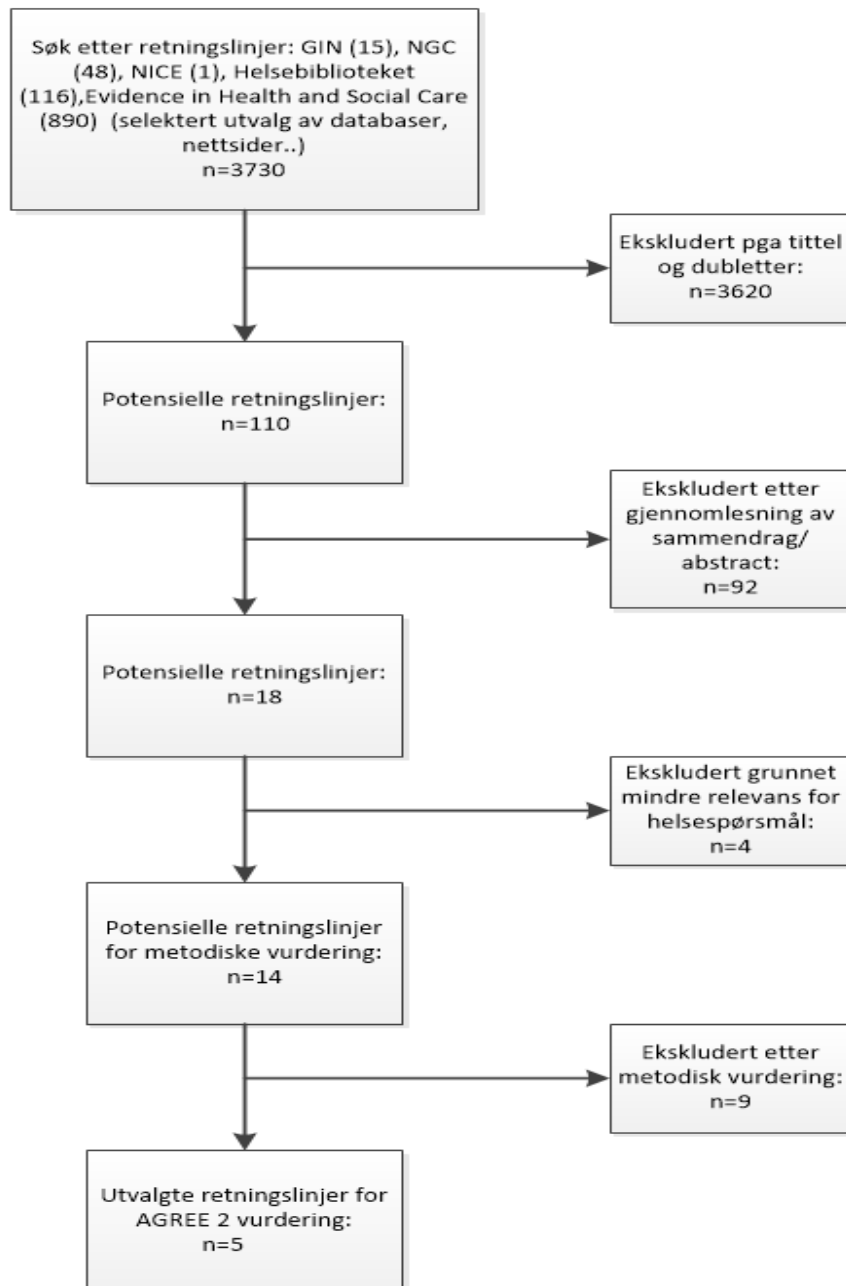 Søk etter retningslinjer: GIN (15), NGC
(48), NICE (1), Helsebiblioteket
(116),Evidence in Health and Social Care
(890) (selektert utvalg av databaser,
nettsider..)
n=3730
Ekskludert pga tittel
og dubletter:
n=3620
Potensielle retningslinjer:
n=110
Ekskludert etter
gjennomlesning av
sammendrag/
abstract:
n=92
Potensielle retningslinjer:
n=18
Ekskludert grunnet
mindre relevans for
helsespørsmål:
n=4
Potensielle retningslinjer
for metodiske vurdering:
n=14
Ekskludert etter
metodisk vurdering:
n=9
Utvalgte retningslinjer for
AGREE 2 vurdering:
n=5